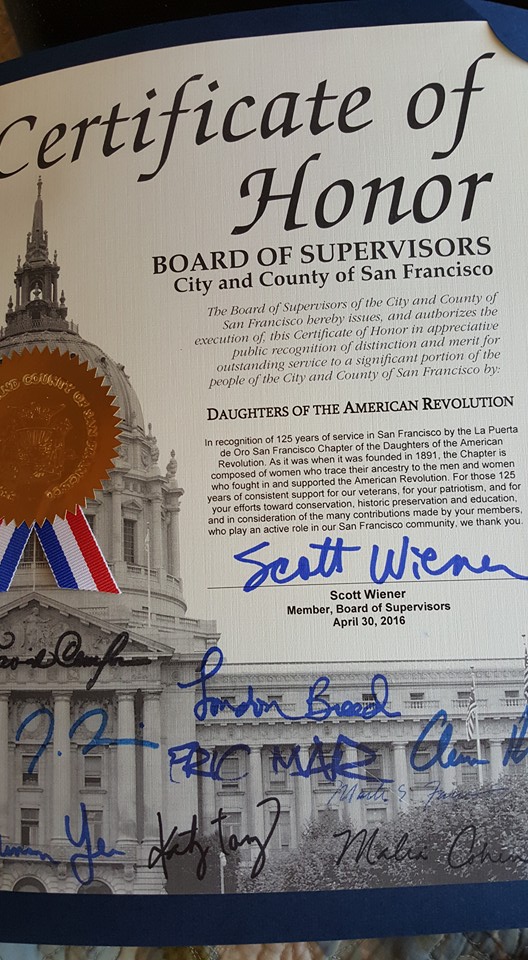 Certificate of
Honor
BOARD OF SUPERVISORS
City and County of San Francisco
The Board of Supervisors of the City and County of
San Francisco hereby issues, and authorizes the
execution of, this Certificate of Honor in appreciative
public recognition of distinction and merit for
outstanding service to a significant portion of the
people of the City and County of San Francisco by:
DAUGHTERS OF THE AMERICAN REVOLUTION
In recognition of 125 years of service in San Francisco by the La Puerta
de Oro San Francisco Chapter of the Daughters of the American
Revolution. As it was when it was founded in 1891, the Chapter is
composed of women who trace their ancestry to the men and women
who fought in and supported the American Revolution. For those 125
years of consistent support for our veterans, for your patriotism, and for
your efforts toward conservation, historic preservation and education,
and in consideration of the many contributions made by your members,
who play an active role in our San Francisco community, we thank you.
Scott Wiener
Scott Wiener
Member, Board of Supervisors
April 30, 2016
AND COUNTY OF SAN
London Breed
ERIC MAR
Yee
Katy Tang
Malia Cohen